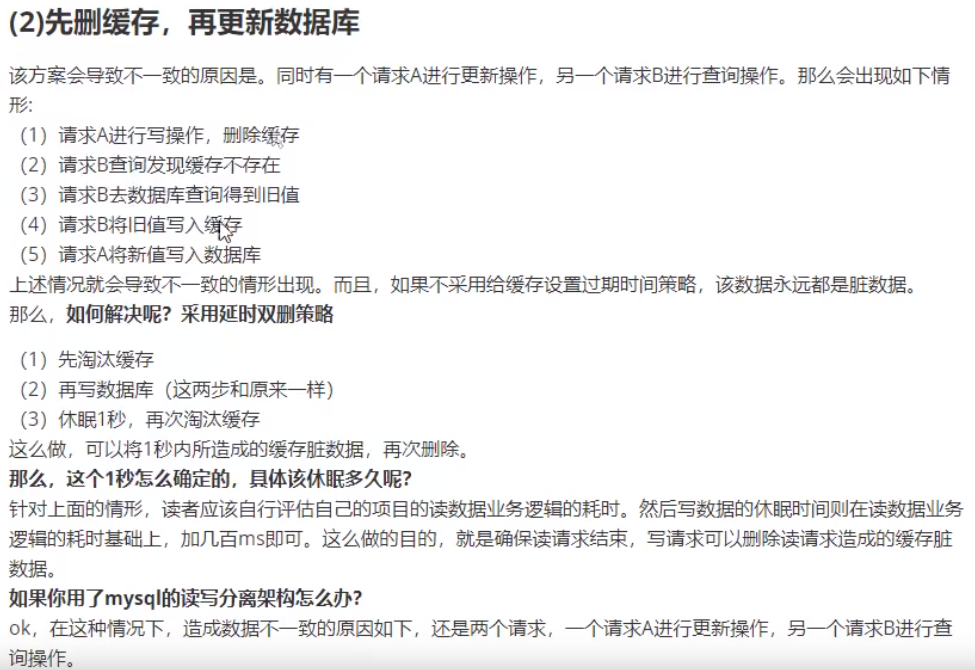 (2)先删缓存，再更新数据库
该方案会导致不一致的原因是。同时有一个请求A进行更新操作，另一个请求B进行查询操作。那么会出现如下情
形:
（1）请求A进行写操作，删除缓存
（2）请求B查询发现缓存不存在
（3）请求B去数据库查询得到旧值
（4）请求B将旧值写入缓存
（5）请求A将新值写入数据库
上述情况就会导致不一致的情形出现。而且，如果不采用给缓存设置过期时间策略，该数据永远都是脏数据。
那么，如何解决呢？采用延时双删策略
（1）先淘汰缓存
（2）再写数据库（这两步和原来一样）
（3）休眠1秒，再次淘汰缓存
这么做，可以将1秒内所造成的缓存脏数据，再次删除。
那么，这个1秒怎么确定的，具体该休眠多久呢？
针对上面的情形，读者应该自行评估自己的项目的读数据业务逻辑的耗时。然后写数据的休眠时间则在读数据业务
逻辑的耗时基础上，加几百ms即可。这么做的目的，就是确保读请求结束，写请求可以删除读请求造成的缓存脏
数据。
如果你用了mysql的读写分离架构怎么办？
ok，在这种情况下，造成数据不一致的原因如下，还是两个请求，一个请求A进行更新操作，另一个请求B进行查
询操作。